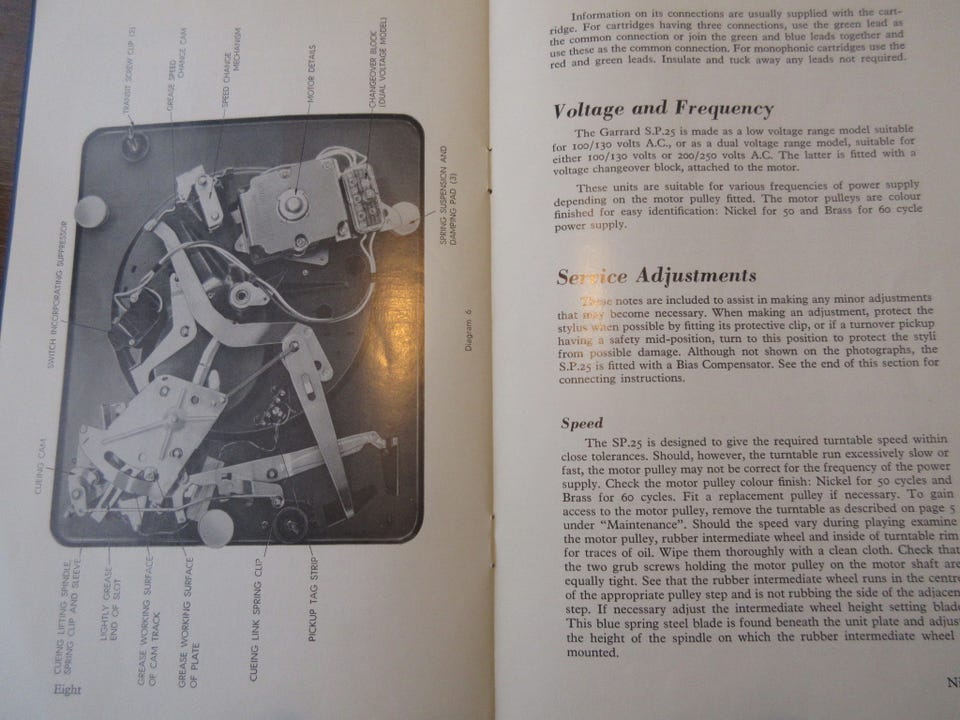 TRANSIT SCREW CLIP (2)
GREASE SPEED
CHANGE CAM
SPEED CHANGE
MECHANISM
MOTOR DETAILS
CHANGEOVER BLOCK
(DUAL VOLTAGE MODEL)
SWITCH INCORPORATING SUPPRESSOR
SPRING SUSPENSION AND
DAMPING PAD (3)
CUEING CAM
Diagram 6
CUEING LIFTING SPINDLE,
SPRING CLIP AND SLEEVE
LIGHTLY GREASE
END OF SLOT
GREASE WORKING SURFACE
OF CAM TRACK
GREASE WORKING SURFACE
OF PLATE
CUEING LINK SPRING CLIP
PICKUP TAG STRIP
Eight
Information on its connections are usually supplied with the cart-
ridge. For cartridges having three connections, use the green lead as
the common connection or join the green and blue leads together and
use these as the common connection. For monophonic cartridges use the
red and green leads. Insulate and tuck away any leads not required.
Voltage and Frequency
The Garrard S.P.25 is made as a low voltage range model suitable
for 100/130 volts A.C., or as a dual voltage range model, suitable for
either 100/130 volts or 200/250 volts A.C. The latter is fitted with a
voltage changeover block, attached to the motor.
These units are suitable for various frequencies of power supply
depending on the motor pulley fitted. The motor pulleys are colour
finished for easy identification: Nickel for 50 and Brass for 60 cycle
power supply.
Service Adjustments
These notes are included to assist in making any minor adjustments
that may become necessary. When making an adjustment, protect the
stylus when possible by fitting its protective clip, or if a turnover pickup
having a safety mid-position, turn to this position to protect the styli
from possible damage. Although not shown on the photographs, the
S.P.25 is fitted with a Bias Compensator. See the end of this section for
connecting instructions.
Speed
The SP.25 is designed to give the required turntable speed within
close tolerances. Should, however, the turntable run excessively slow or
fast, the motor pulley may not be correct for the frequency of the power
supply. Check the motor pulley colour finish: Nickel for 50 cycles and
Brass for 60 cycles. Fit a replacement pulley if necessary. To gain
access to the motor pulley, remove the turntable as described on page 5
under "Maintenance". Should the speed vary during playing examine
the motor pulley, rubber intermediate wheel and inside of turntable rim
for traces of oil. Wipe them thoroughly with a clean cloth. Check that
the two grub screws holding the motor pulley on the motor shaft are
equally tight. See that the rubber intermediate wheel runs in the centre
of the appropriate pulley step and is not rubbing the side of the adjacen
step. If necessary adjust the intermediate wheel height setting blade
This blue spring steel blade is found beneath the unit plate and adjus
the height of the spindle on which the rubber intermediate wheel
mounted.
Ni